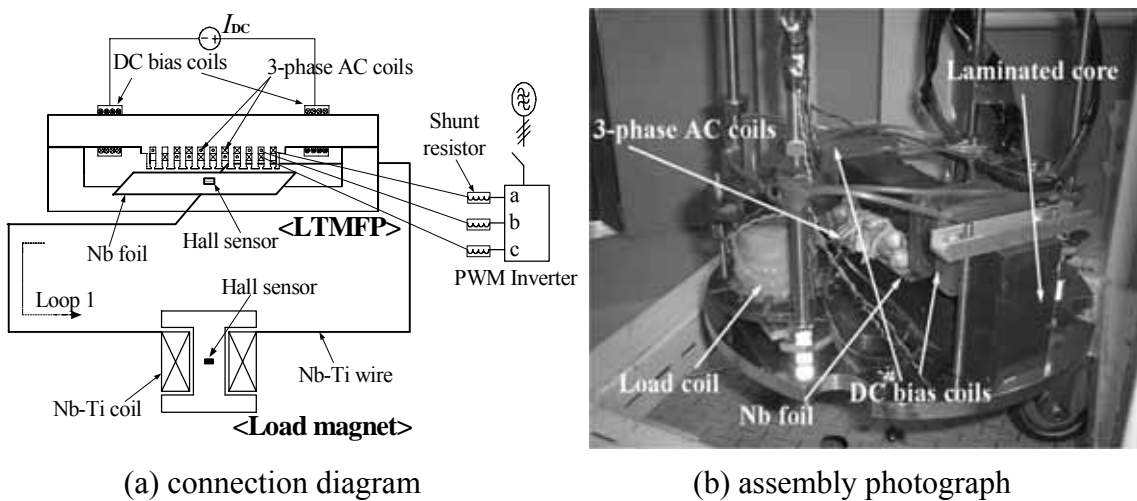 I_DC
DC bias coils
3-phase AC coils
Shunt
resistor
a
b
c
PWM Inverter
Hall sensor
<LTMFP>
Nb foil
Loop 1
Hall sensor
Nb-Ti wire
Nb-Ti coil
<Load magnet>
(a) connection diagram
Laminated core
3-phase AC coils
Load coil
Nb foil
DC bias coils
(b) assembly photograph